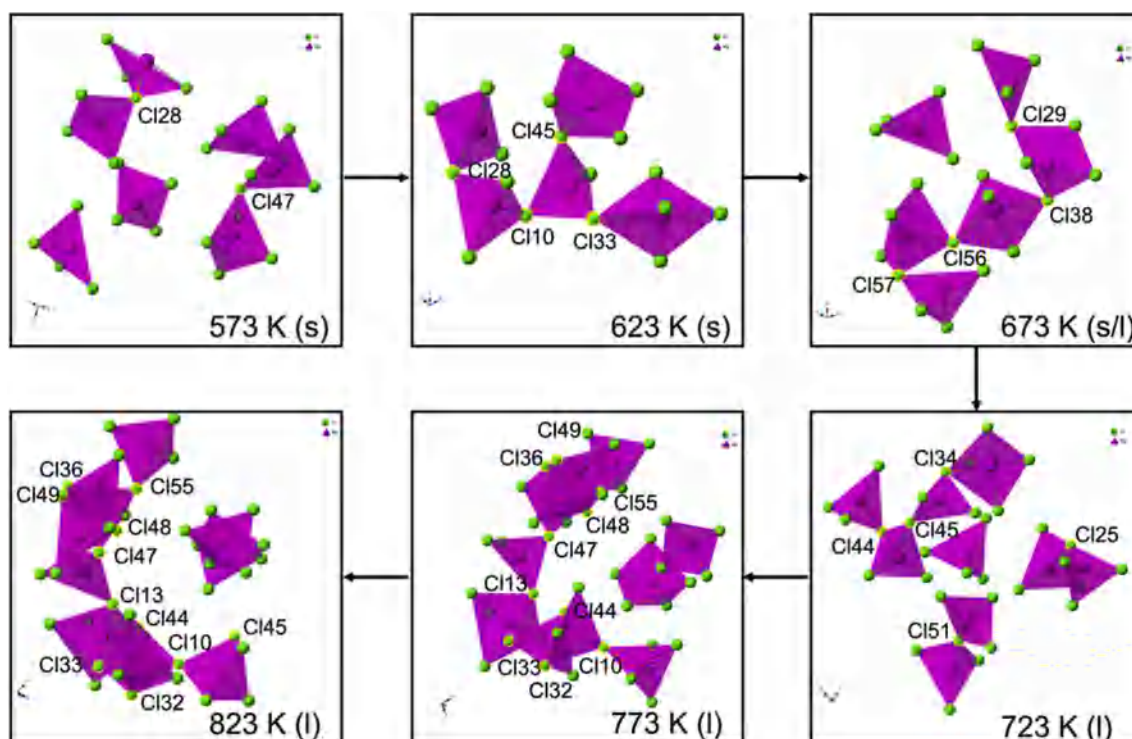 Cl28
Cl47
573 K (s)
Cl45
Cl28
Cl10
Cl33
623 K (s)
Cl29
Cl38
Cl56
Cl57
673 K (s/l)
Cl36
Cl49
Cl55
Cl48
Cl47
Cl13
Cl44
Cl45
Cl10
Cl33
Cl32
823 K (l)
Cl49
Cl36
Cl55
Cl48
Cl47
Cl13
Cl44
Cl33
Cl10
Cl32
773 K (l)
Cl34
Cl45
Cl25
Cl44
Cl51
723 K (l)